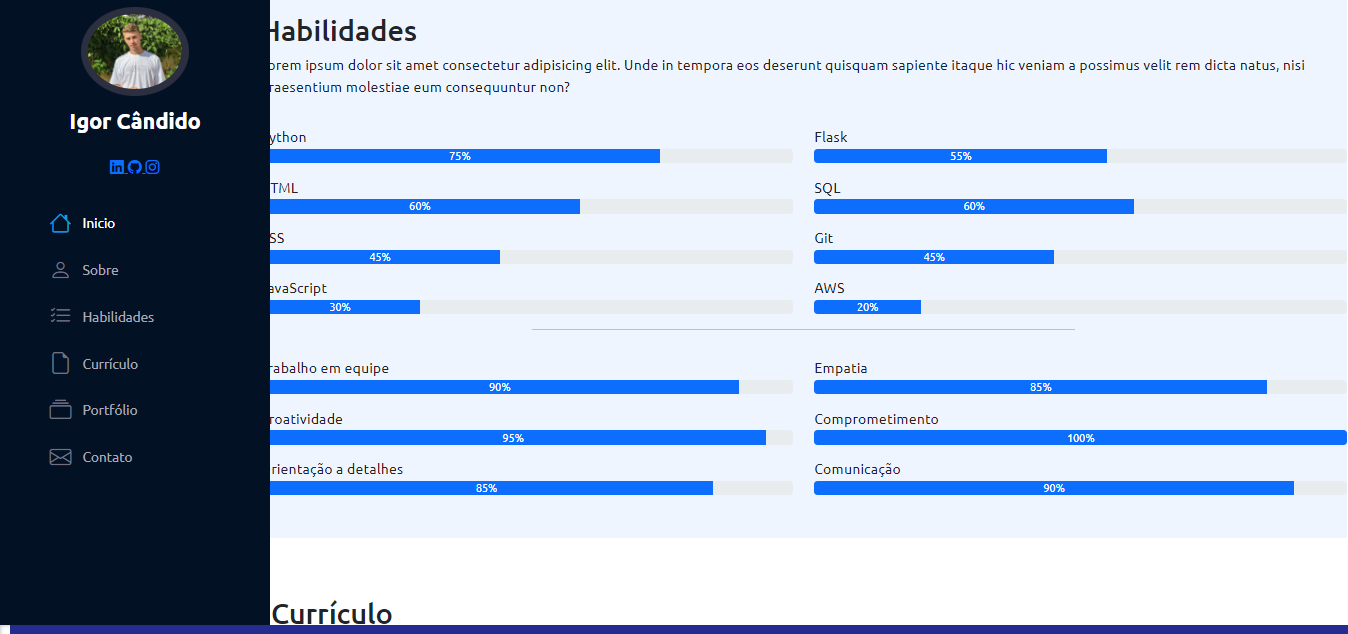 Igor Cândido
Inicio
Sobre
Habilidades
Currículo
Portfólio
Contato
Habilidades
orem ipsum dolor sit amet consectetur adipisicing elit. Unde in tempora eos deserunt quisquam sapiente itaque hic veniam a possimus velit rem dicta natus, nisi
raesentium molestiae eum consequuntur non?
ython
75%
Flask
55%
TML
60%
SQL
60%
SS
45%
Git
45%
avaScript
30%
AWS
20%
rabalho em equipe
90%
Empatia
85%
roatividade
95%
Comprometimento
100%
rientação a detalhes
85%
Comunicação
90%
Currículo